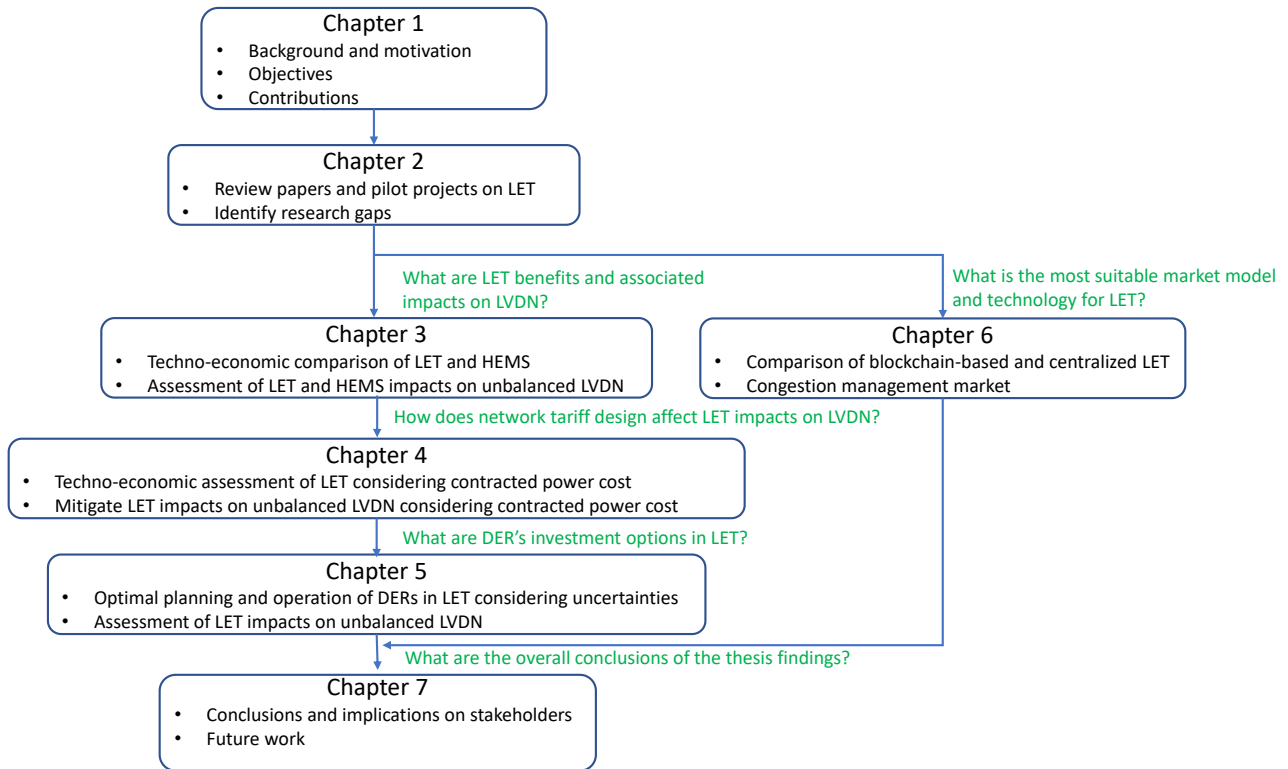 Chapter 1
• Background and motivation
• Objectives
• Contributions
Chapter 2
• Review papers and pilot projects on LET
• Identify research gaps
What are LET benefits and associated
impacts on LVDN?
What is the most suitable market model
and technology for LET?
Chapter 3
• Techno-economic comparison of LET and HEMS
• Assessment of LET and HEMS impacts on unbalanced LVDN
Chapter 6
• Comparison of blockchain-based and centralized LET
• Congestion management market
How does network tariff design affect LET impacts on LVDN?
Chapter 4
• Techno-economic assessment of LET considering contracted power cost
• Mitigate LET impacts on unbalanced LVDN considering contracted power cost
What are DER's investment options in LET?
Chapter 5
• Optimal planning and operation of DERs in LET considering uncertainties
• Assessment of LET impacts on unbalanced LVDN
What are the overall conclusions of the thesis findings?
Chapter 7
• Conclusions and implications on stakeholders
• Future work